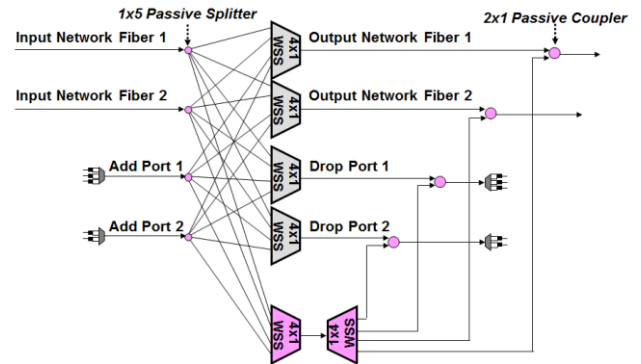 1x5 Passive Splitter
2x1 Passive Coupler
Input Network Fiber 1
WSS 4x1
Output Network Fiber 1
Input Network Fiber 2
WSS 4x1
Output Network Fiber 2
Add Port 1
WSS 4x1
Drop Port 1
Add Port 2
WSS 4x1
Drop Port 2
WSS 4x1
1x4 WSS